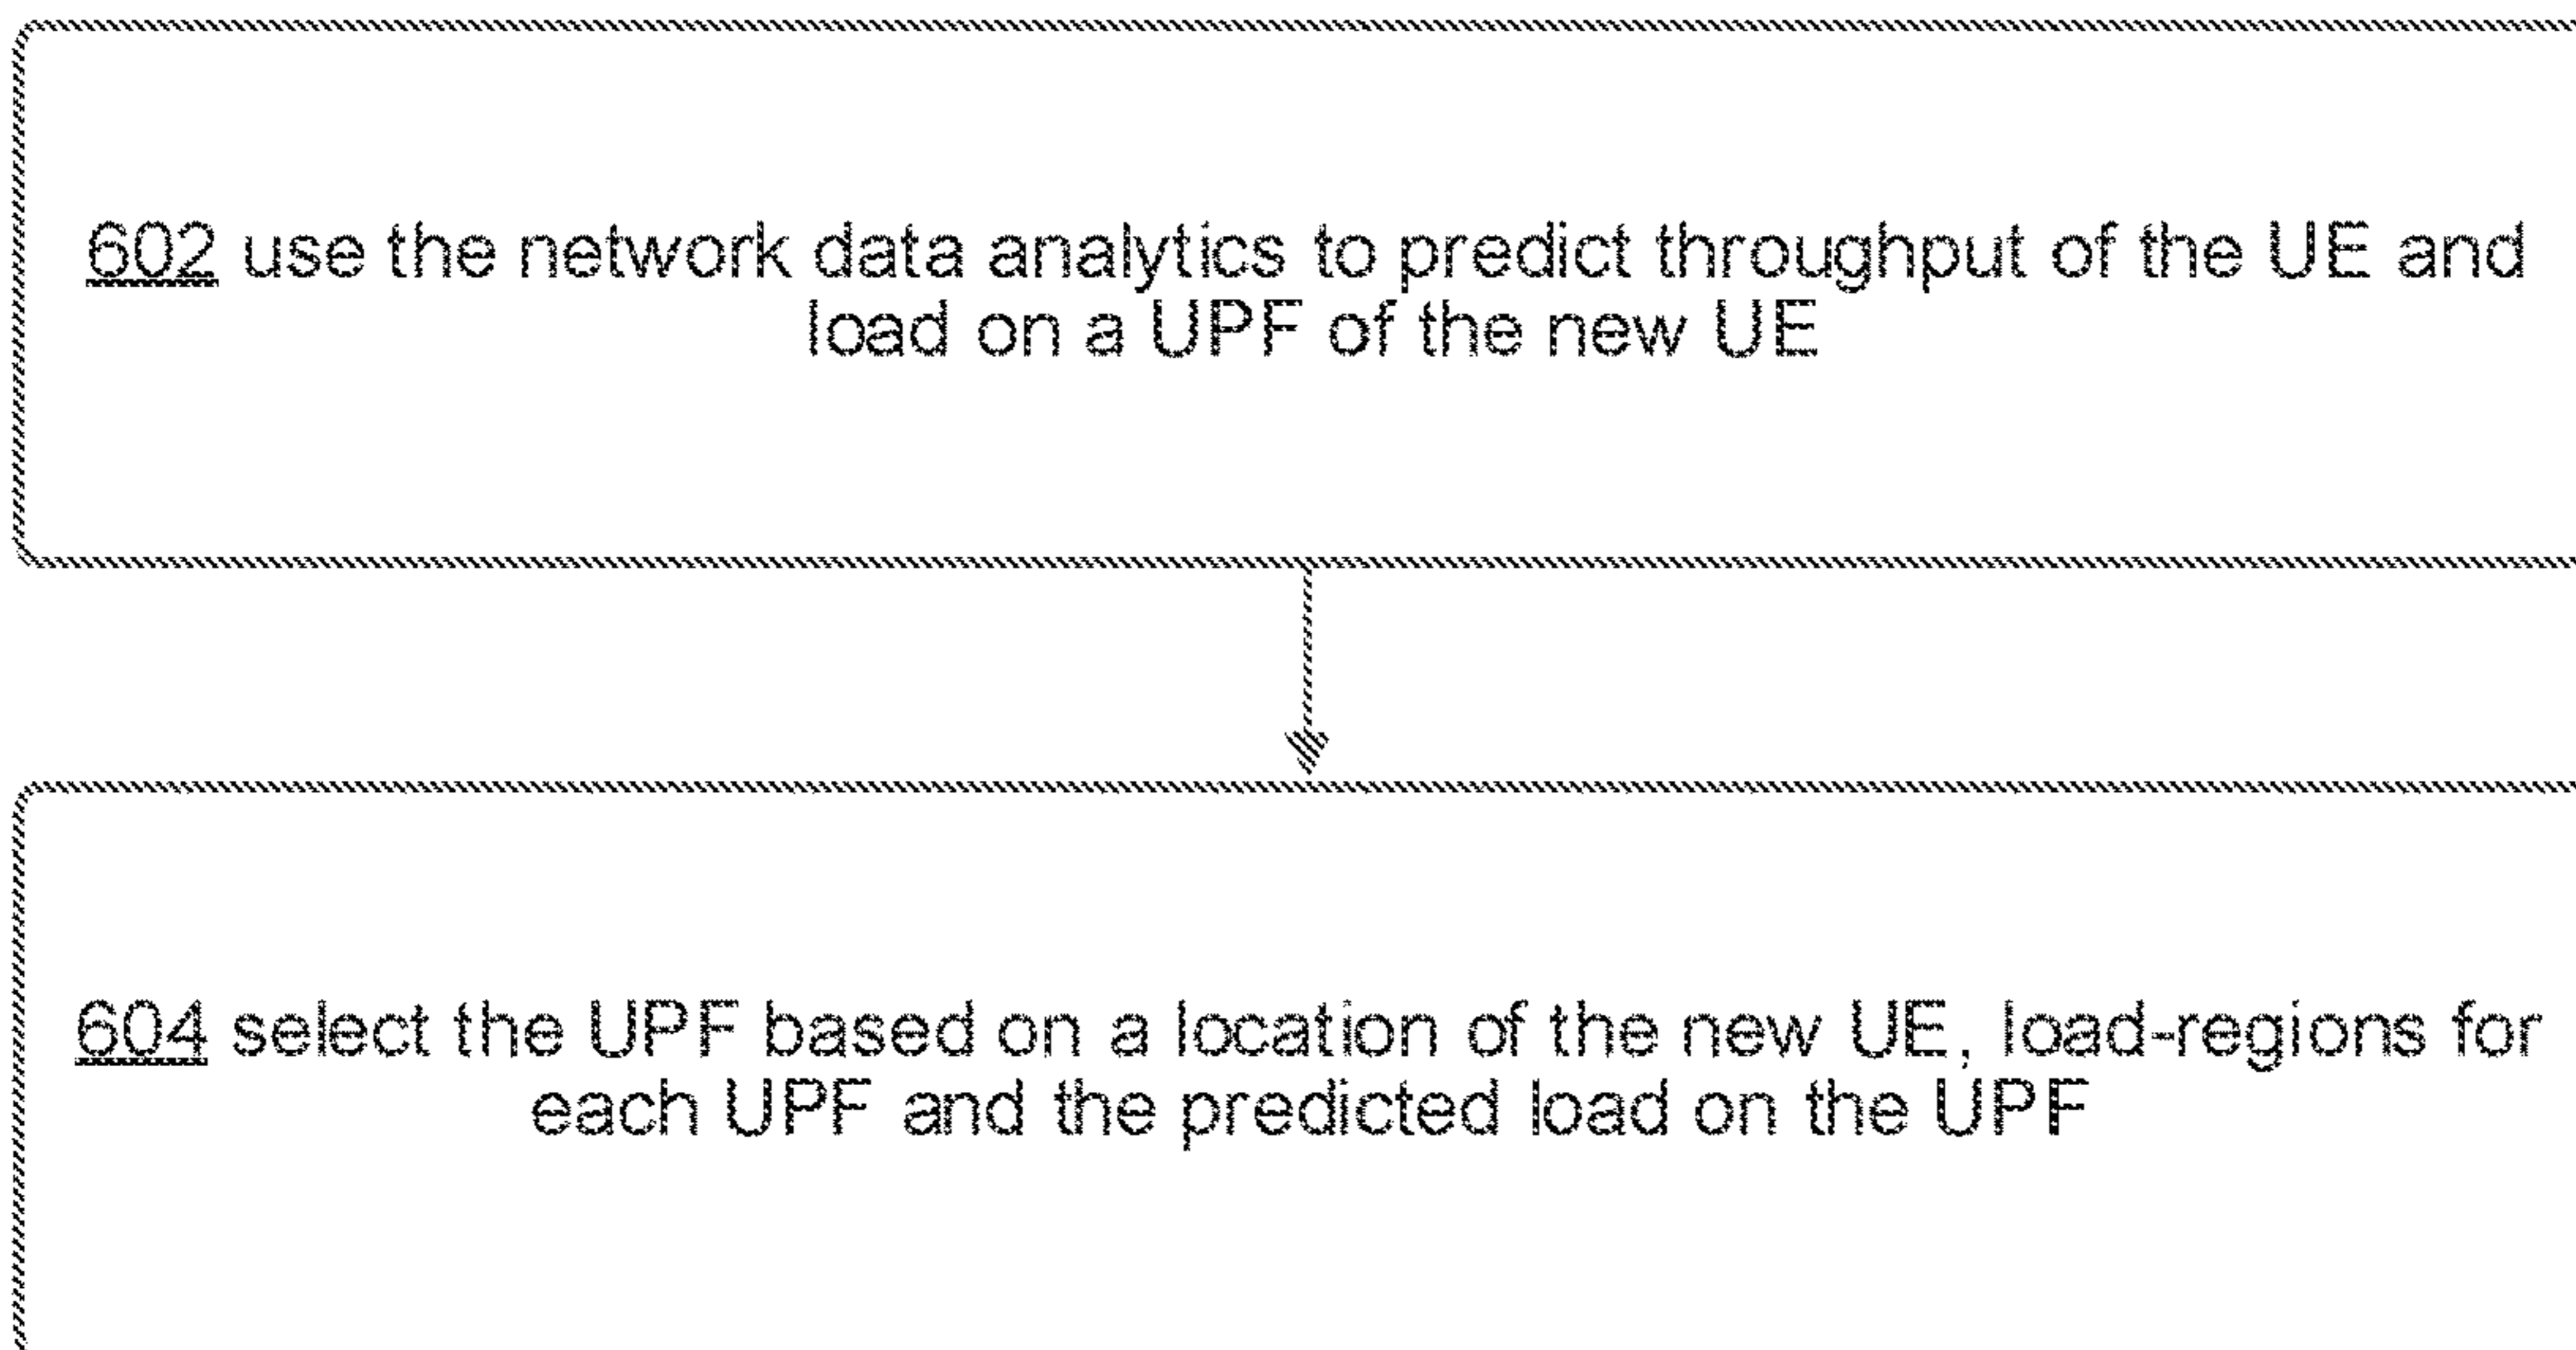 602 use the network data analytics to predict throughput of the UE and
load on a UPF of the new UE
604 select the UPF based on a location of the new UE, load-regions for
each UPF and the predicted load on the UPF